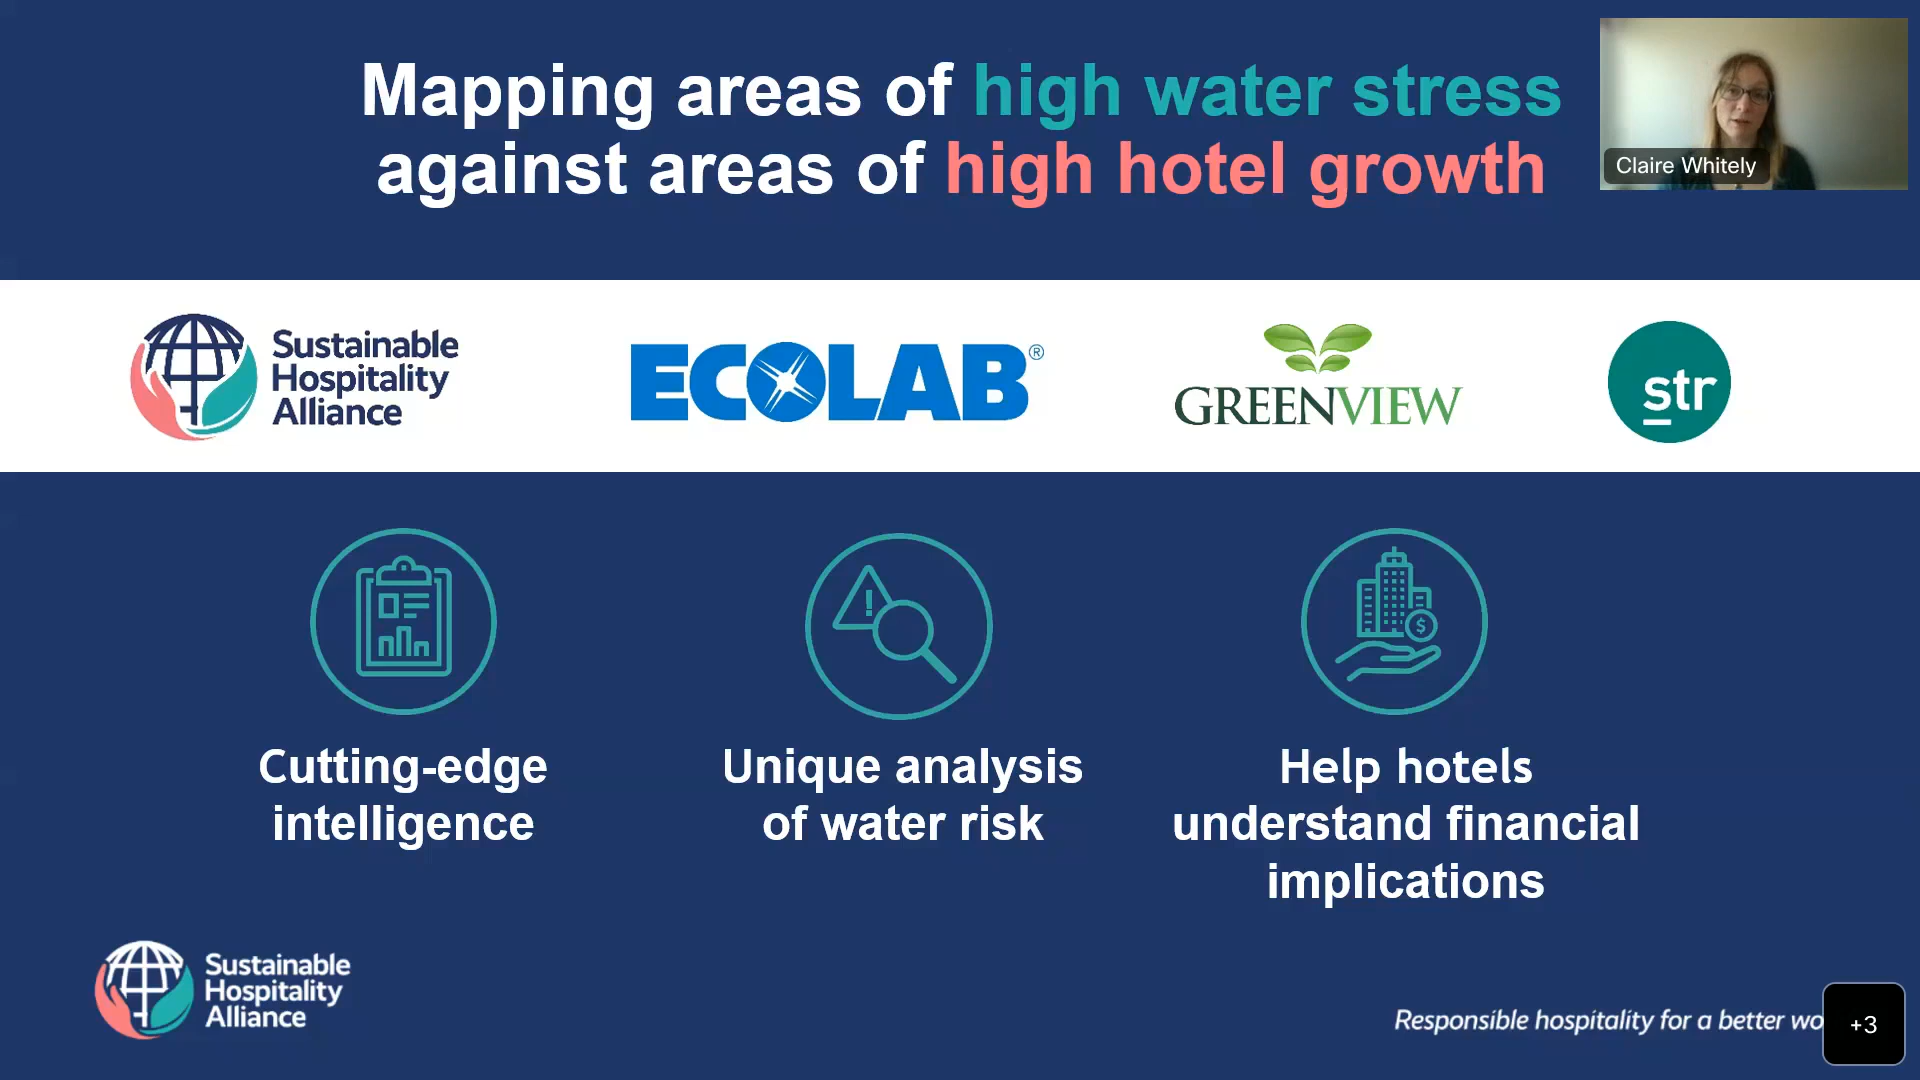 Mapping areas of high water stress
against areas of high hotel growth
Claire Whitely
Sustainable
Hospitality
Alliance
ECOLAB®
GREENVIEW
str
!
$
Cutting-edge
intelligence
Unique analysis
of water risk
Help hotels
understand financial
implications
Sustainable
Hospitality
Alliance
Responsible hospitality for a better wo
+3